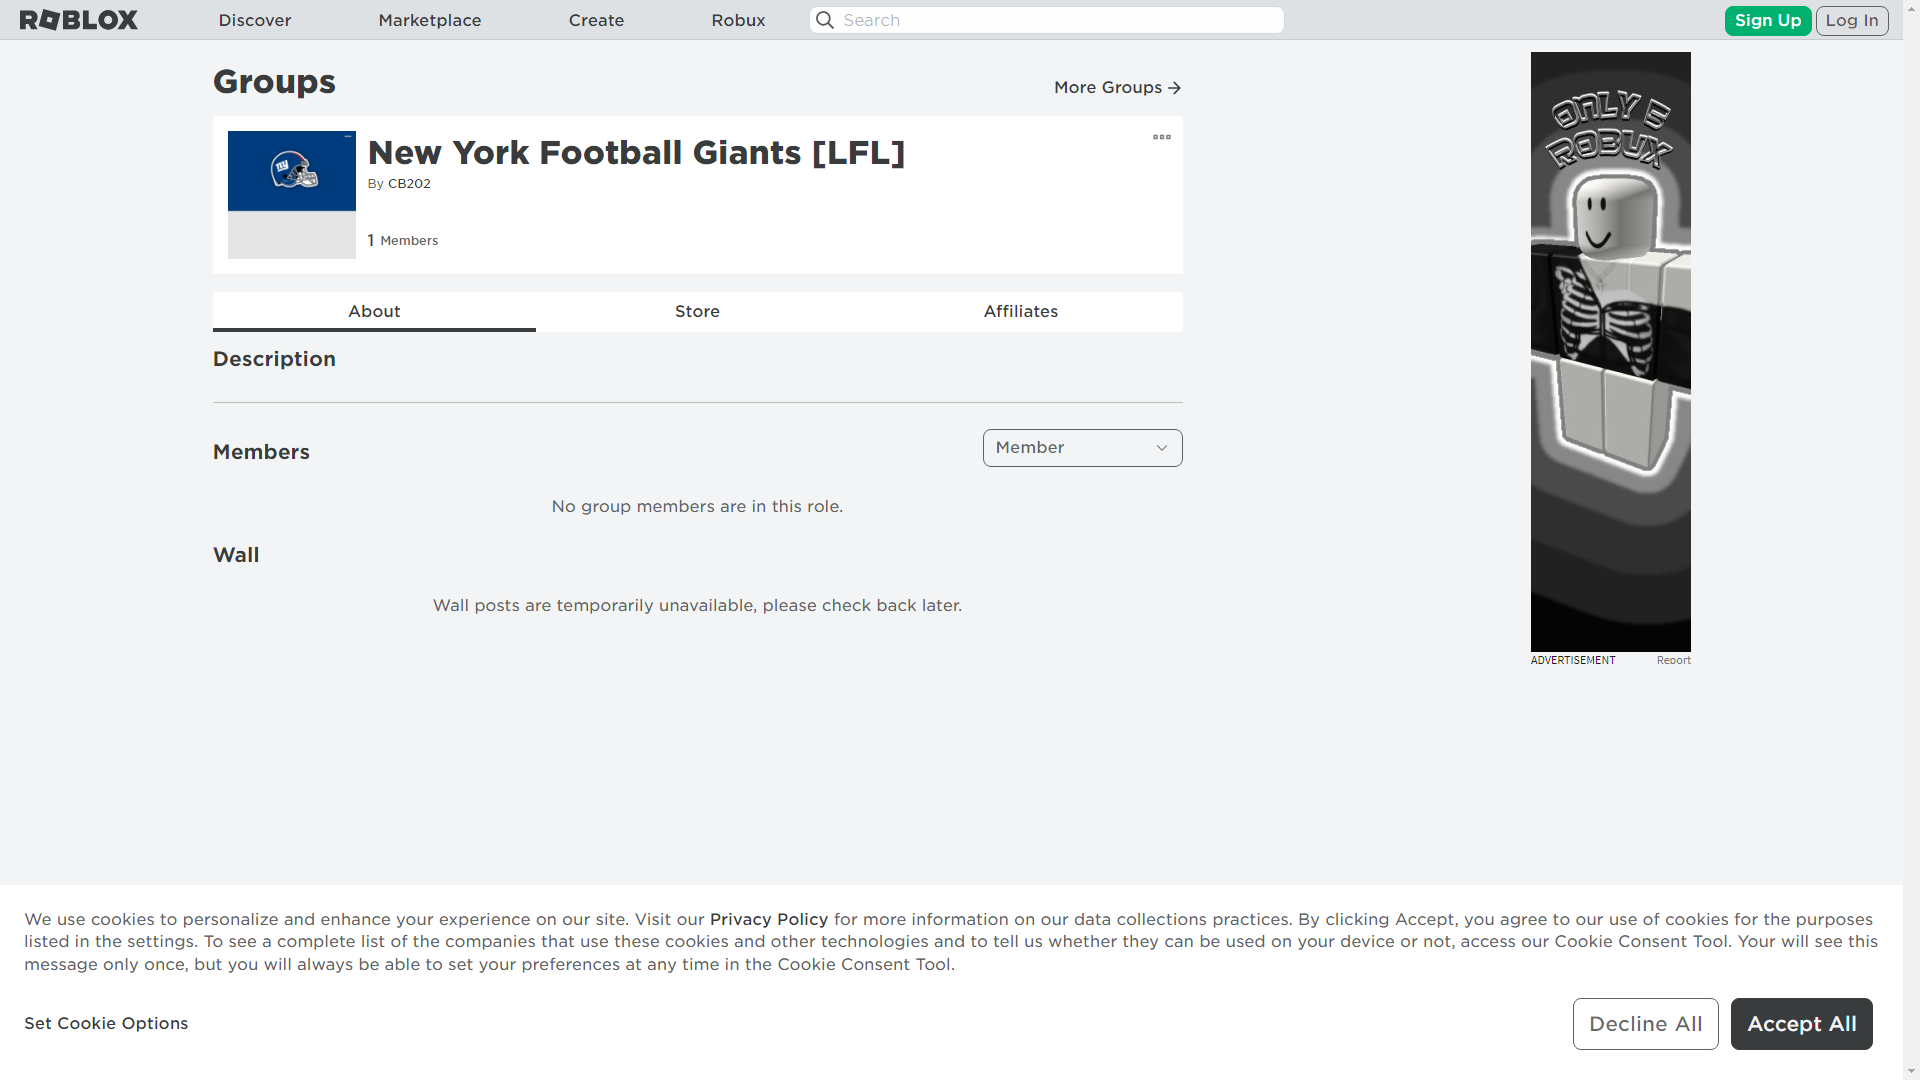 ROBLOX
Discover
Marketplace
Create
Robux
Search
Sign Up
Log In
Groups
More Groups
ny
New York Football Giants [LFL]
By CB202
1 Members
About
Store
Affiliates
Description
Members
Member
No group members are in this role.
Wall
Wall posts are temporarily unavailable, please check back later.
ONLY 5
ROBUX
ADVERTISEMENT
Report
We use cookies to personalize and enhance your experience on our site. Visit our Privacy Policy for more information on our data collections practices. By clicking Accept, you agree to our use of cookies for the purposes
listed in the settings. To see a complete list of the companies that use these cookies and other technologies and to tell us whether they can be used on your device or not, access our Cookie Consent Tool. Your will see this
message only once, but you will always be able to set your preferences at any time in the Cookie Consent Tool.
Set Cookie Options
Decline All
Accept All